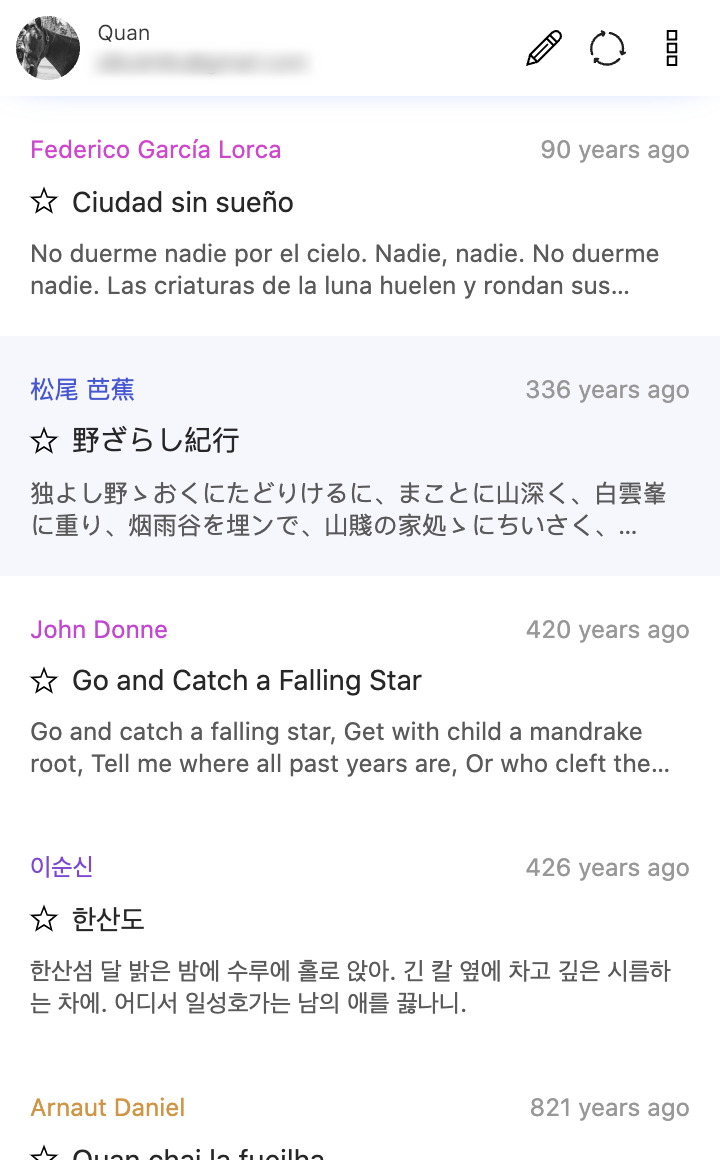 Quan
Federico García Lorca
90 years ago
Ciudad sin sueño
No duerme nadie por el cielo. Nadie, nadie. No duerme
nadie. Las criaturas de la luna huelen y rondan sus...
松尾 芭蕉
336 years ago
野ざらし紀行
独よし野ゝおくにたどりけるに、まことに山深く、白雲峯
に重り、烟雨谷を埋ンで、山賤の家処ゝにちいさく、...
John Donne
420 years ago
Go and Catch a Falling Star
Go and catch a falling star, Get with child a mandrake
root, Tell me where all past years are, Or who cleft the...
이순신
426 years ago
한산도
한산섬 달 밝은 밤에 수루에 홀로 앉아. 긴 칼 옆에 차고 깊은 시름하
는 차에. 어디서 일성호가는 남의 애를 끓나니.
Arnaut Daniel
821 years ago
Quan chai la fueilha